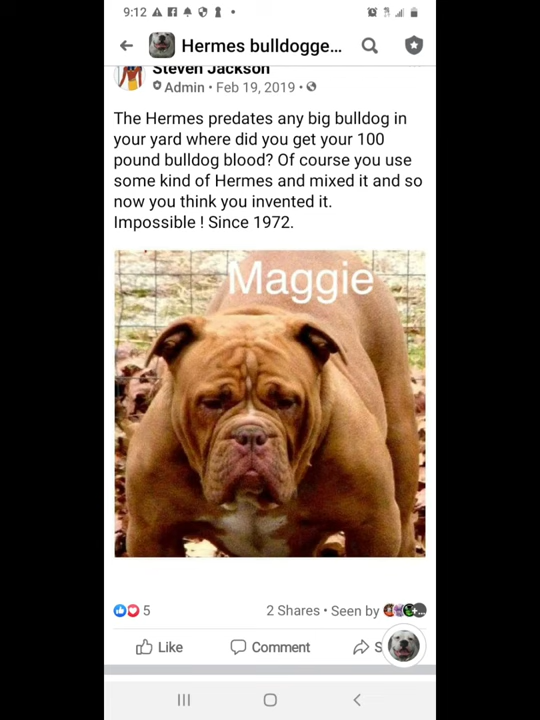 9:12
Hermes bulldogge...
Steven Jackson
Admin • Feb 19, 2019 •
The Hermes predates any big bulldog in
your yard where did you get your 100
pound bulldog blood? Of course you use
some kind of Hermes and mixed it and so
now you think you invented it.
Impossible ! Since 1972.
Maggie
5
2 Shares • Seen by
Like
Comment
S